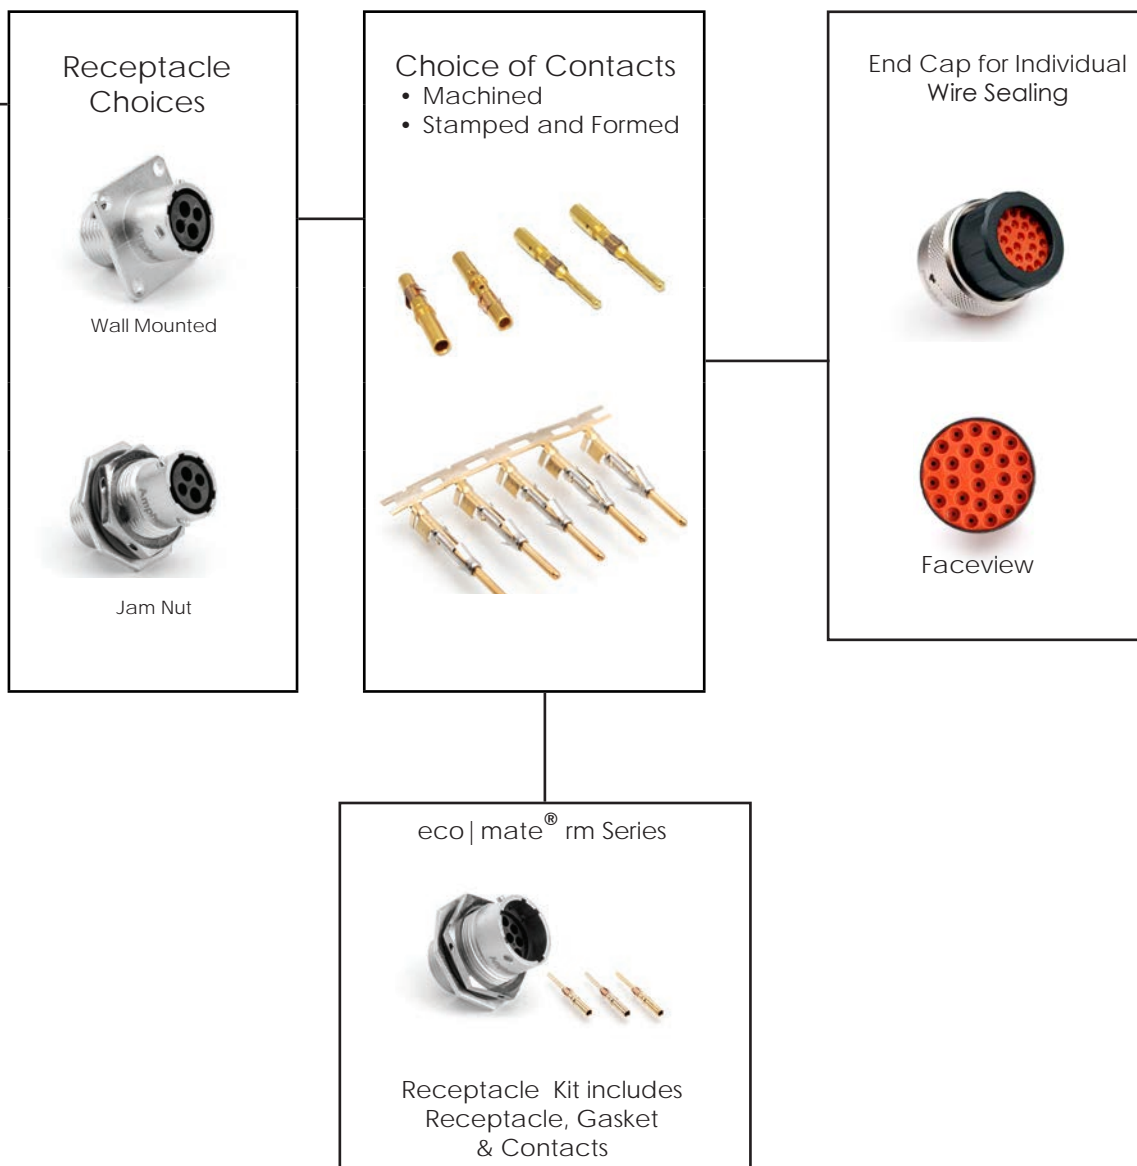 Receptacle
Choices
Wall Mounted
Jam Nut
Choice of Contacts
• Machined
• Stamped and Formed
End Cap for Individual
Wire Sealing
Faceview
eco|mate® rm Series
Receptacle Kit includes
Receptacle, Gasket
& Contacts